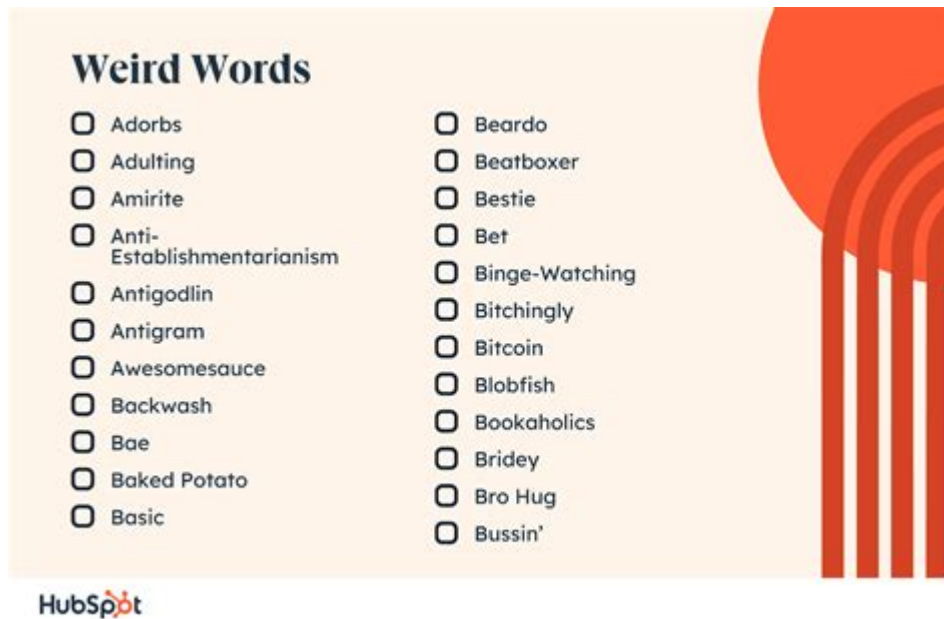 Weird Words
Adorbs
Adulting
Amirite
Anti-
Establishmentarianism
Antigodlin
Antigram
Awesomesauce
Backwash
Bae
Baked Potato
Basic
Beardo
Beatboxer
Bestie
Bet
Binge-Watching
Bitchingly
Bitcoin
Blobfish
Bookaholics
Bridey
Bro Hug
Bussin’
HubSpot